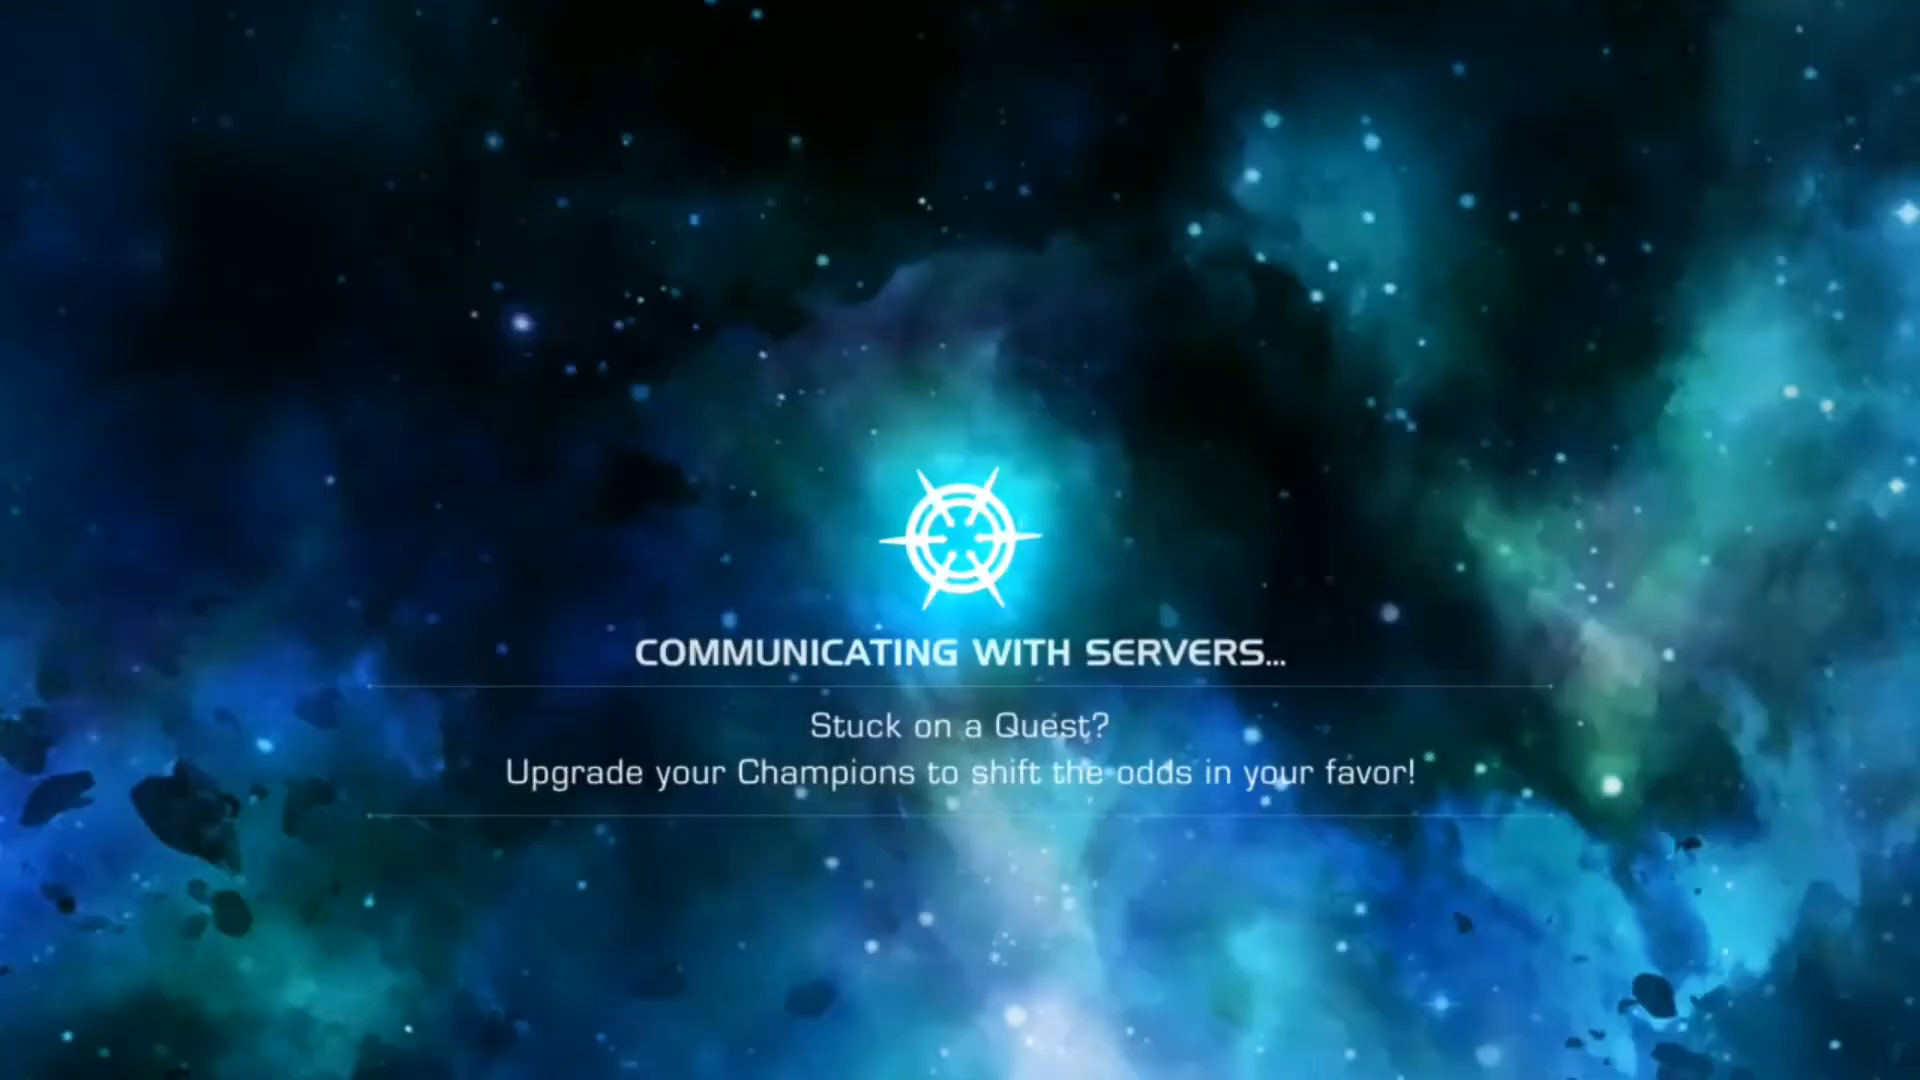 COMMUNICATING WITH SERVERS...
Stuck on a Quest?
Upgrade your Champions to shift the odds in your favor!